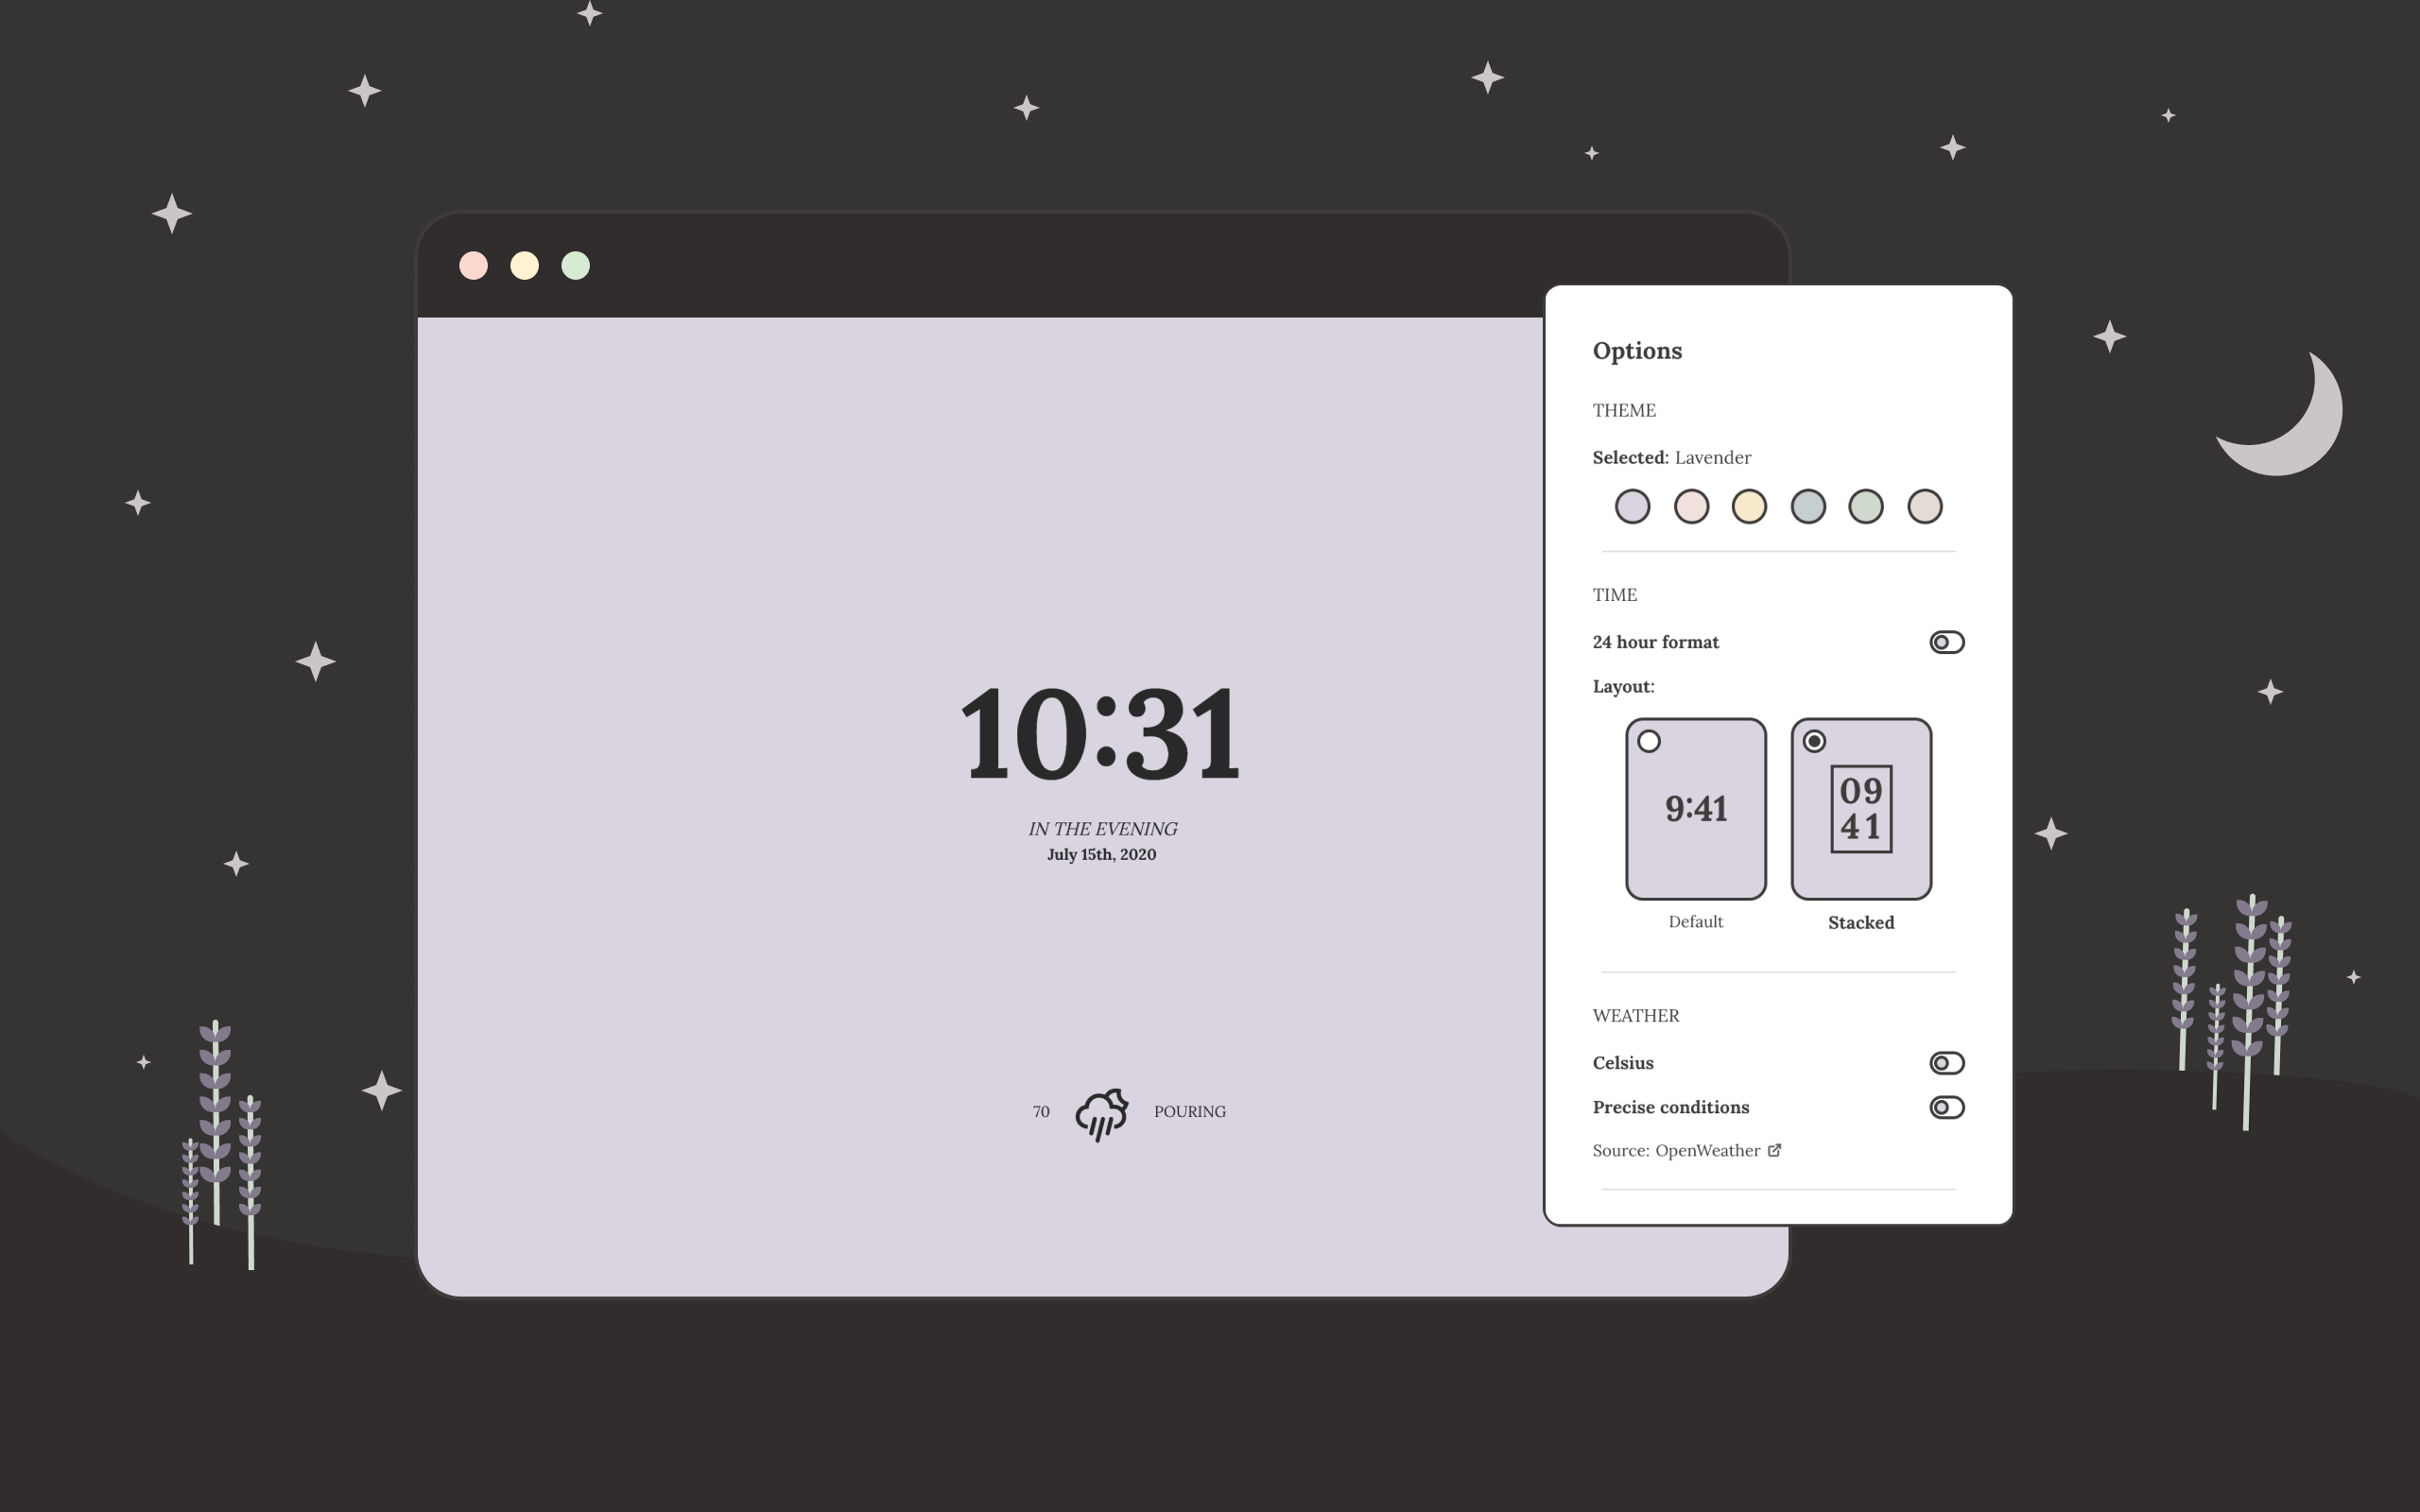 10:31
IN THE EVENING
July 15th, 2020
70 POURING
Options
THEME
Selected: Lavender
TIME
24 hour format
Layout:
9:41
09
41
Default
Stacked
WEATHER
Celsius
Precise conditions
Source: OpenWeather